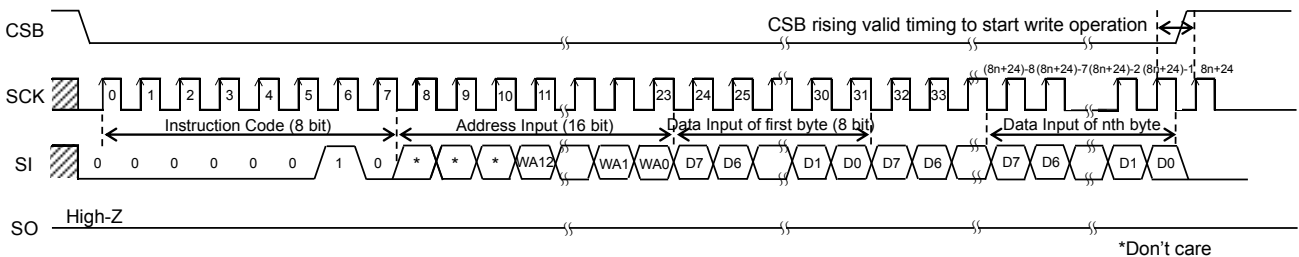 CSB
CSB rising valid timing to start write operation
SCK
0 1 2 3 4 5 6 7 8 9 10 11 23 24 25 30 31 32 33 (8n+24)-8 (8n+24)-7 (8n+24)-2 (8n+24)-1 8n+24
Instruction Code (8 bit) Address Input (16 bit) Data Input of first byte (8 bit) Data Input of nth byte
SI
0 0 0 0 0 0 1 0 * * * WA12 WA1 WA0 D7 D6 D1 D0 D7 D6 D7 D6 D1 D0
High-Z
SO
*Don't care